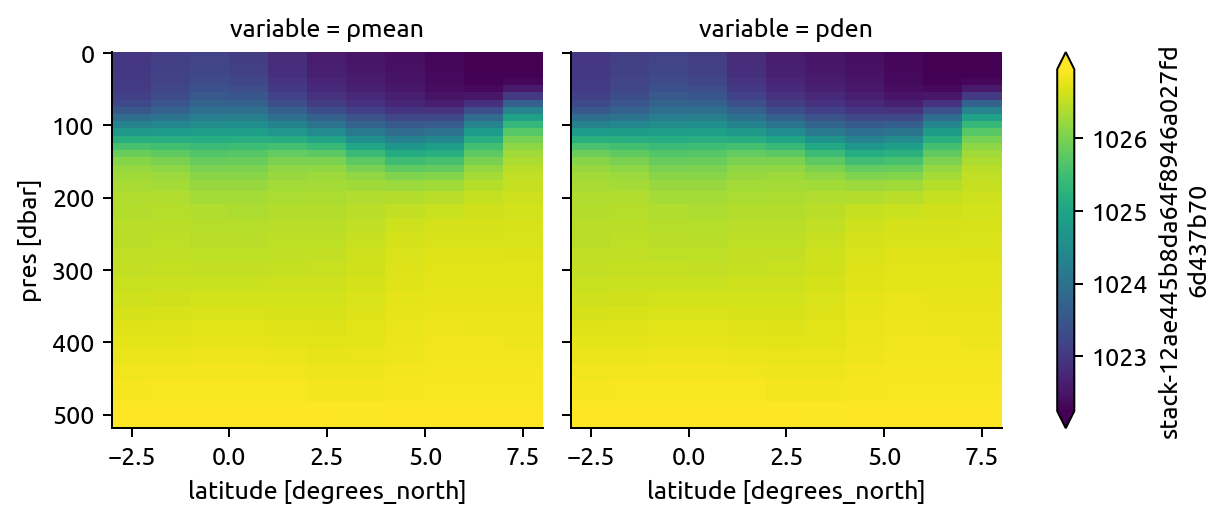 variable = ρmean
variable = pden
0
100
200
300
400
500
pres [dbar]
−2.5 0.0 2.5 5.0 7.5
latitude [degrees_north]
−2.5 0.0 2.5 5.0 7.5
latitude [degrees_north]
1026
1025
1024
1023
stack-12ae445b8da64f8946a027fd
6d437b70